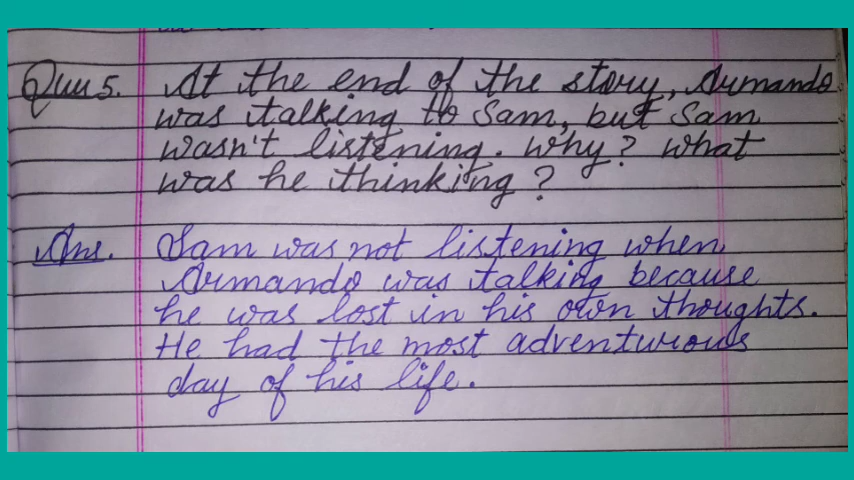 Ques 5. At the end of the story, Armando
was talking to Sam, but Sam
wasn't listening. Why? What
was he thinking?
Ans. Sam was not listening when
Armando was talking because
he was lost in his own thoughts.
He had the most adventurous
day of his life.